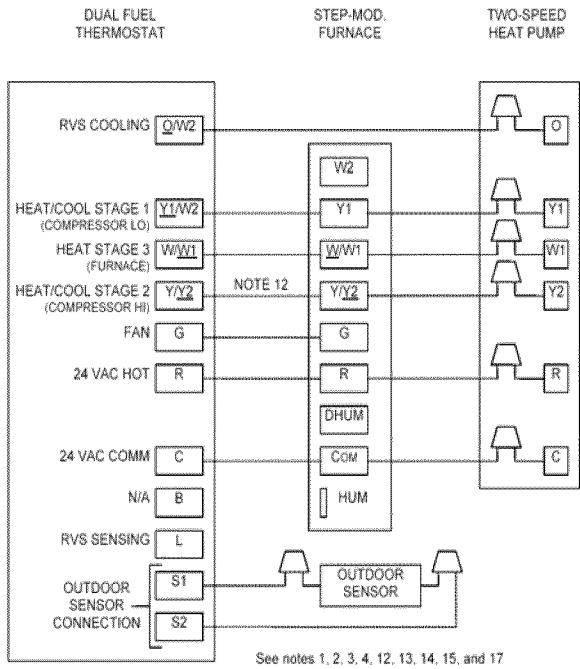 DUAL FUEL
THERMOSTAT
STEP-MOD.
FURNACE
TWO-SPEED
HEAT PUMP
RVS COOLING O/W2 O
W2
HEAT/COOL STAGE 1 Y1/W2 Y1 Y1
(COMPRESSOR LO)
HEAT STAGE 3 W/W1 W/W1 W1
(FURNACE)
HEAT/COOL STAGE 2 Y/Y2 NOTE 12 Y/Y2 Y2
(COMPRESSOR HI)
FAN G G
24 VAC HOT R R R
DHUM
24 VAC COMM C COM C
N/A B HUM
RVS SENSING L
OUTDOOR
SENSOR
CONNECTION
S1
S2
OUTDOOR
SENSOR
See notes 1, 2, 3, 4, 12, 13, 14, 15, and 17